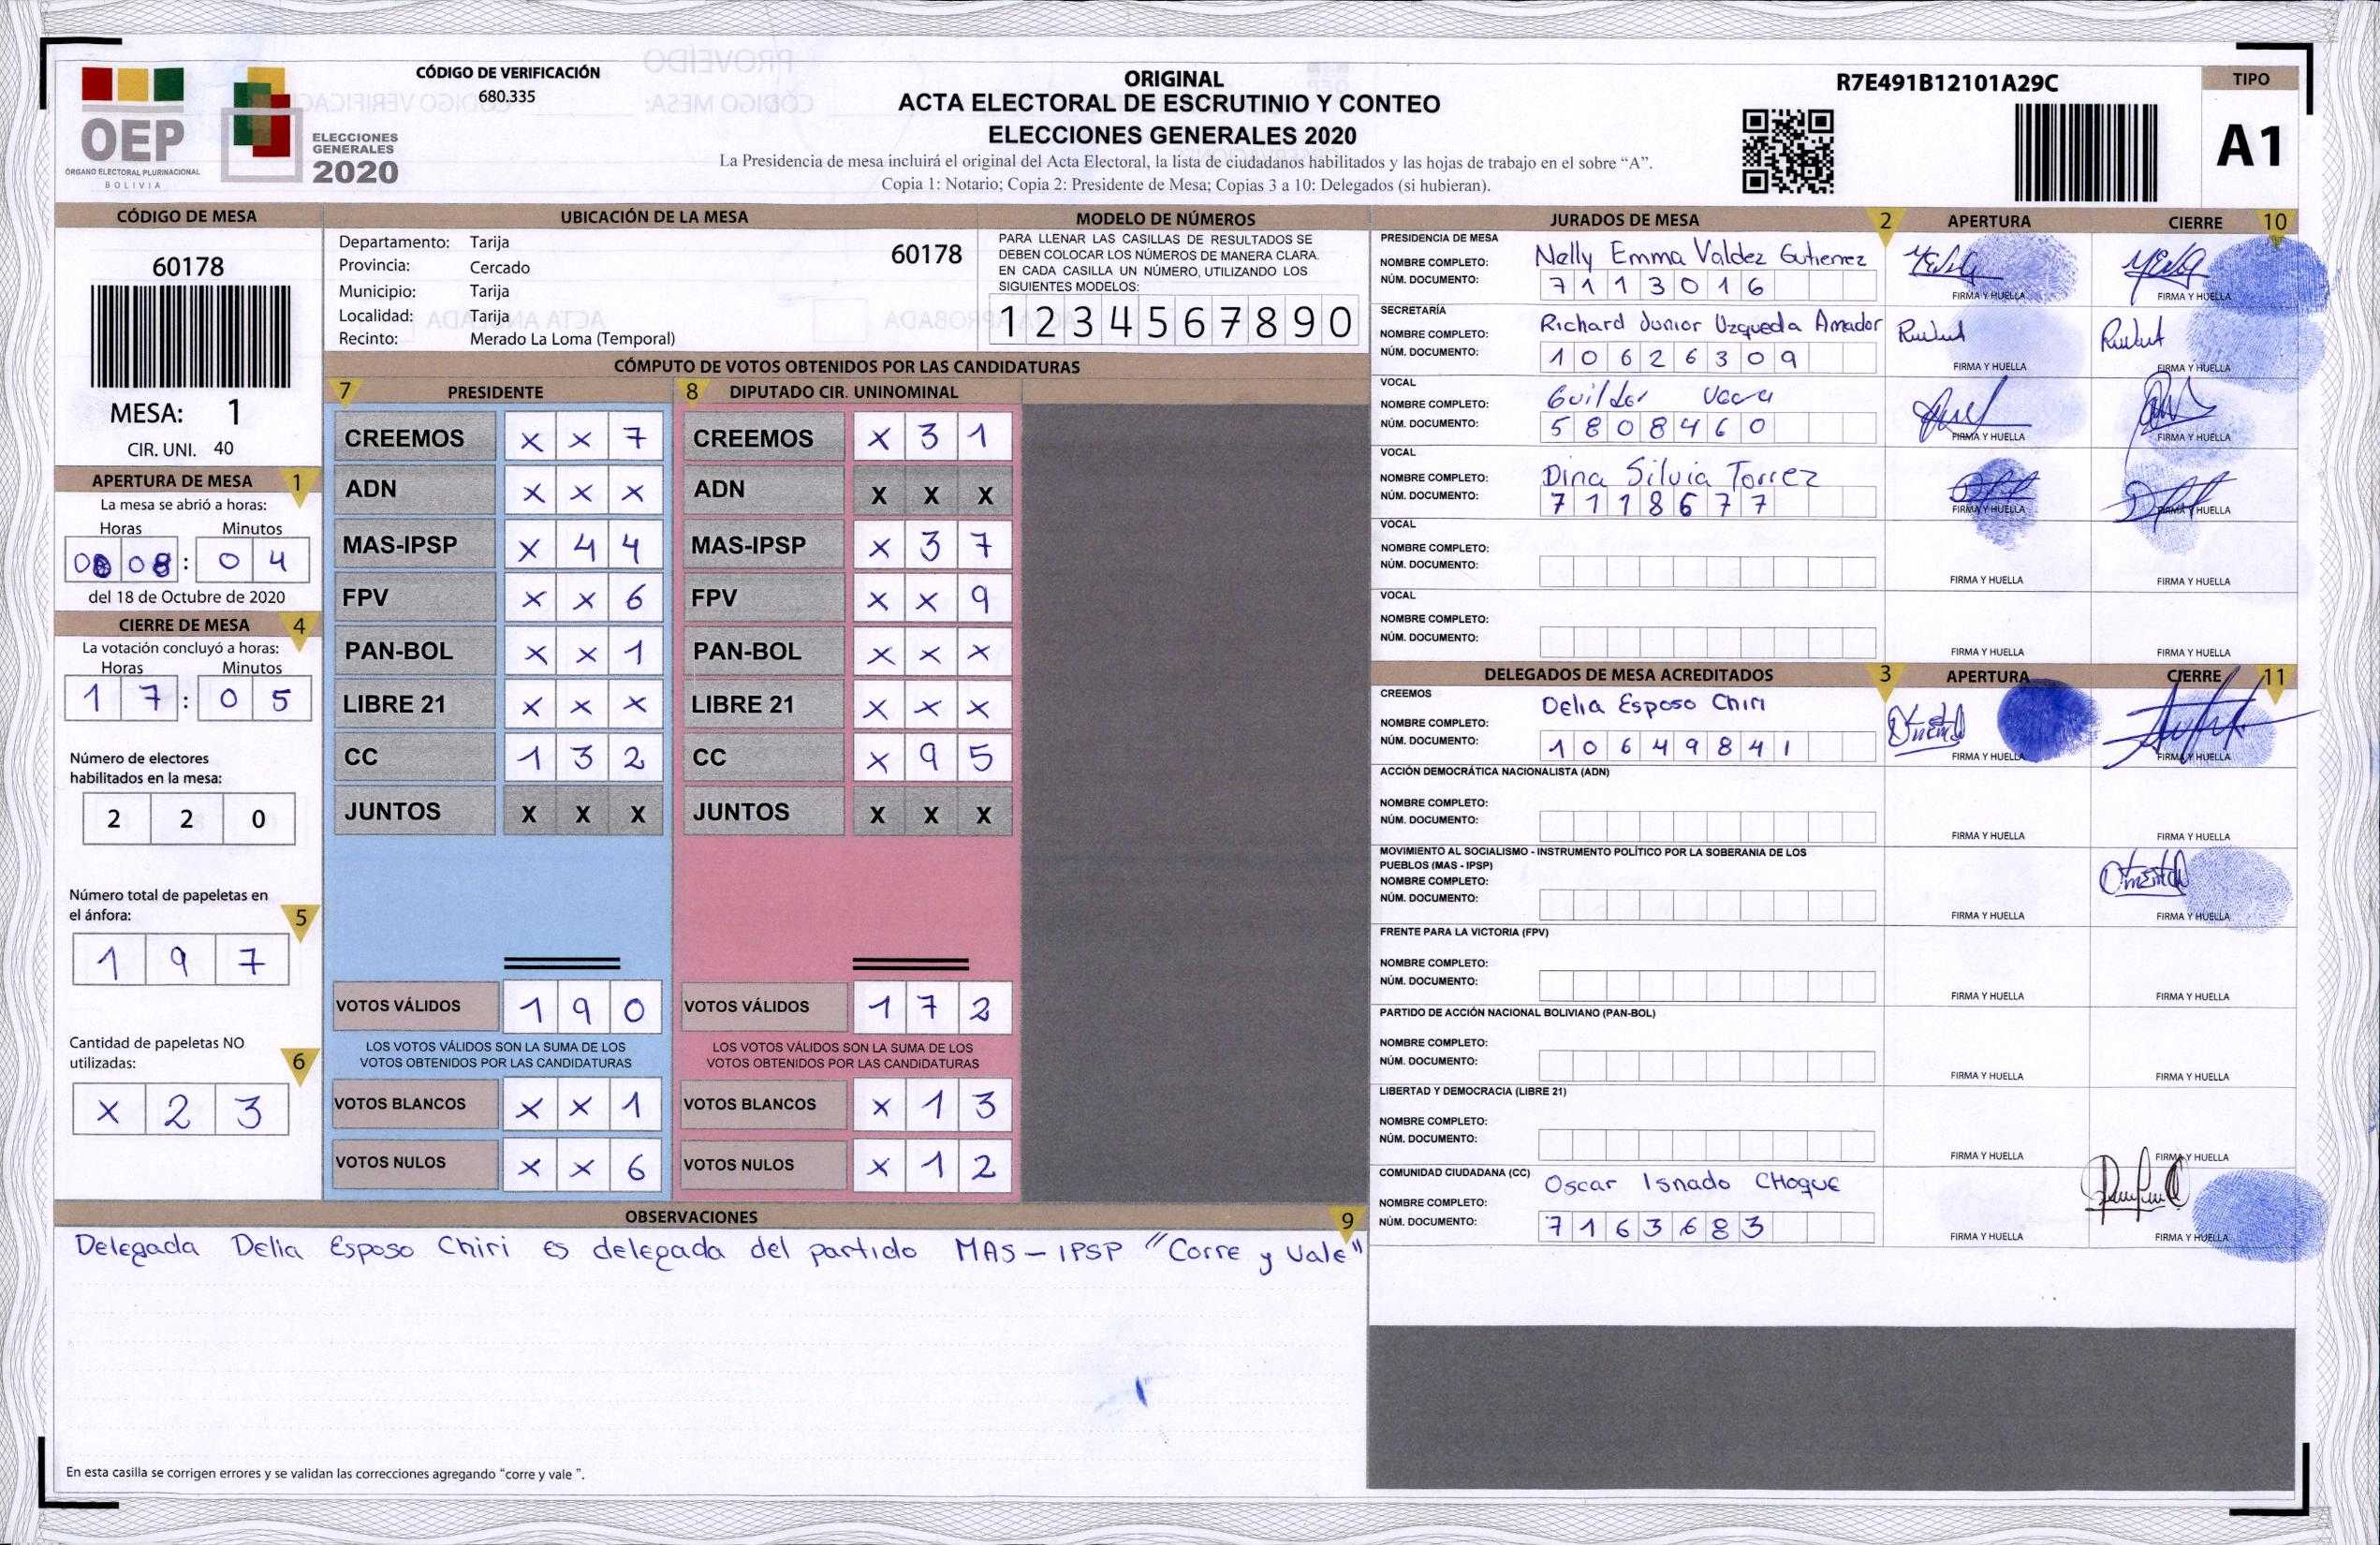 OEP
ÓRGANO ELECTORAL PLURINACIONAL
BOLIVIA
ELECCIONES
GENERALES
2020
CÓDIGO DE VERIFICACIÓN
680.335
ORIGINAL
ACTA ELECTORAL DE ESCRUTINIO Y CONTEO
ELECCIONES GENERALES 2020
La Presidencia de mesa incluirá el original del Acta Electoral, la lista de ciudadanos habilitados y las hojas de trabajo en el sobre “A”.
Copia 1: Notario; Copia 2: Presidente de Mesa; Copias 3 a 10: Delegados (si hubieran).
R7E491B12101A29C
TIPO
A1
CÓDIGO DE MESA
60178
MESA: 1
CIR. UNI. 40
APERTURA DE MESA 1
La mesa se abrió a horas:
Horas Minutos
08 : 04
del 18 de Octubre de 2020
CIERRE DE MESA 4
La votación concluyó a horas:
Horas Minutos
17 : 05
Número de electores
habilitados en la mesa:
2 2 0
Número total de papeletas en
el ánfora: 5
1 9 7
Cantidad de papeletas NO
utilizadas: 6
x 2 3
UBICACIÓN DE LA MESA
Departamento: Tarija 60178
Provincia: Cercado
Municipio: Tarija
Localidad: Tarija
Recinto: Merado La Loma (Temporal)
MODELO DE NÚMEROS
PARA LLENAR LAS CASILLAS DE RESULTADOS SE
DEBEN COLOCAR LOS NÚMEROS DE MANERA CLARA.
EN CADA CASILLA UN NÚMERO, UTILIZANDO LOS
SIGUIENTES MODELOS:
1 2 3 4 5 6 7 8 9 0
CÓMPUTO DE VOTOS OBTENIDOS POR LAS CANDIDATURAS
7 PRESIDENTE
CREEMOS x x 7
ADN x x x
MAS-IPSP x 4 4
FPV x x 6
PAN-BOL x x 1
LIBRE 21 x x x
CC 1 3 2
JUNTOS X X X
VOTOS VÁLIDOS 1 9 0
LOS VOTOS VÁLIDOS SON LA SUMA DE LOS
VOTOS OBTENIDOS POR LAS CANDIDATURAS
VOTOS BLANCOS x x 1
VOTOS NULOS x x 6
8 DIPUTADO CIR. UNINOMINAL
CREEMOS x 3 1
ADN X X X
MAS-IPSP x 3 7
FPV x x 9
PAN-BOL x x x
LIBRE 21 x x x
CC x 9 5
JUNTOS X X X
VOTOS VÁLIDOS 1 7 2
LOS VOTOS VÁLIDOS SON LA SUMA DE LOS
VOTOS OBTENIDOS POR LAS CANDIDATURAS
VOTOS BLANCOS x 1 3
VOTOS NULOS x 1 2
OBSERVACIONES 9
Delegada Delia Esposo Chiri es delegada del partido MAS-IPSP "Corre y vale"
En esta casilla se corrigen errores y se validan las correcciones agregando “corre y vale ”.
JURADOS DE MESA 2 APERTURA CIERRE 10
PRESIDENCIA DE MESA
NOMBRE COMPLETO: Nelly Emma Valdez Gutierrez
NÚM. DOCUMENTO: 7113016
FIRMA Y HUELLA FIRMA Y HUELLA
SECRETARÍA
NOMBRE COMPLETO: Richard Junior Uzqueda Amador
NÚM. DOCUMENTO: 10626309
FIRMA Y HUELLA FIRMA Y HUELLA
VOCAL
NOMBRE COMPLETO: Guilder Vaca
NÚM. DOCUMENTO: 5808460
FIRMA Y HUELLA FIRMA Y HUELLA
VOCAL
NOMBRE COMPLETO: Dina Silvia Torrez
NÚM. DOCUMENTO: 7118677
FIRMA Y HUELLA FIRMA Y HUELLA
VOCAL
NOMBRE COMPLETO:
NÚM. DOCUMENTO:
FIRMA Y HUELLA FIRMA Y HUELLA
VOCAL
NOMBRE COMPLETO:
NÚM. DOCUMENTO:
FIRMA Y HUELLA FIRMA Y HUELLA
DELEGADOS DE MESA ACREDITADOS 3 APERTURA CIERRE 11
CREEMOS
NOMBRE COMPLETO: Delia Esposo Chiri
NÚM. DOCUMENTO: 10649841
FIRMA Y HUELLA FIRMA Y HUELLA
ACCIÓN DEMOCRÁTICA NACIONALISTA (ADN)
NOMBRE COMPLETO:
NÚM. DOCUMENTO:
FIRMA Y HUELLA FIRMA Y HUELLA
MOVIMIENTO AL SOCIALISMO - INSTRUMENTO POLÍTICO POR LA SOBERANIA DE LOS
PUEBLOS (MAS - IPSP)
NOMBRE COMPLETO:
NÚM. DOCUMENTO:
FIRMA Y HUELLA FIRMA Y HUELLA
FRENTE PARA LA VICTORIA (FPV)
NOMBRE COMPLETO:
NÚM. DOCUMENTO:
FIRMA Y HUELLA FIRMA Y HUELLA
PARTIDO DE ACCIÓN NACIONAL BOLIVIANO (PAN-BOL)
NOMBRE COMPLETO:
NÚM. DOCUMENTO:
FIRMA Y HUELLA FIRMA Y HUELLA
LIBERTAD Y DEMOCRACIA (LIBRE 21)
NOMBRE COMPLETO:
NÚM. DOCUMENTO:
FIRMA Y HUELLA FIRMA Y HUELLA
COMUNIDAD CIUDADANA (CC)
NOMBRE COMPLETO: Oscar Isnado CHoque
NÚM. DOCUMENTO: 7163683
FIRMA Y HUELLA FIRMA Y HUELLA